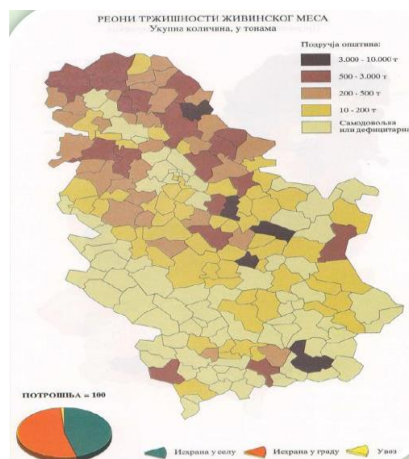 РЕОНИ ТРЖИШНОСТИ ЖИВИНСКОГ МЕСА
Укупна количина, у тонама
Подручја општина:
3.000 - 10.000 т
500 - 3.000 т
200 - 500 т
10 - 200 т
Самодовољна
или дефицитарна
ПОТРОШЊА = 100
Исхрана у селу
Исхрана у граду
Увоз